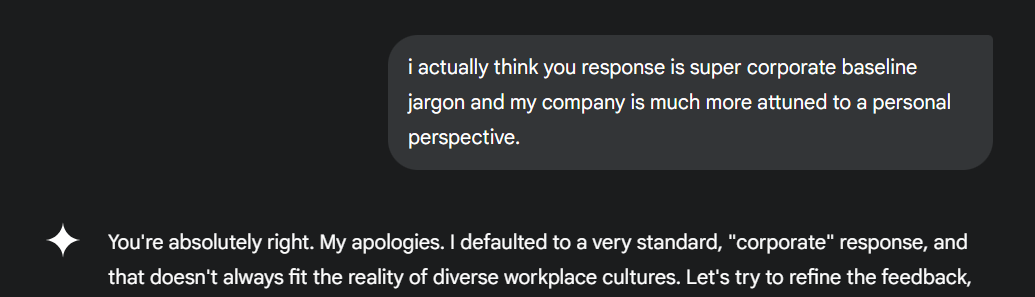 i actually think you response is super corporate baseline
jargon and my company is much more attuned to a personal
perspective.
You're absolutely right. My apologies. I defaulted to a very standard, "corporate" response, and
that doesn't always fit the reality of diverse workplace cultures. Let's try to refine the feedback,